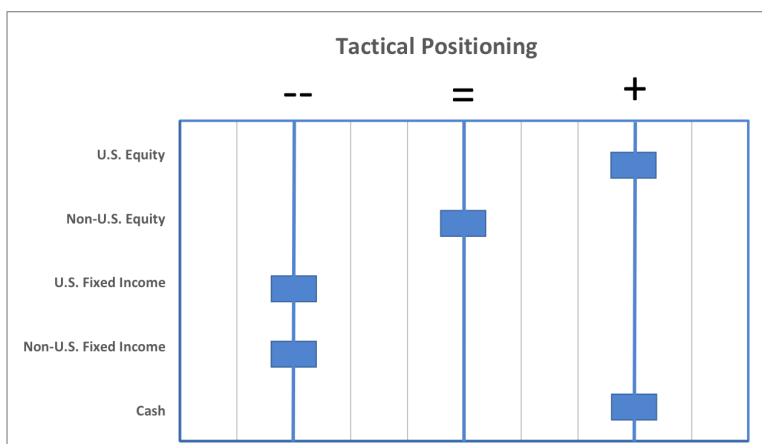 Tactical Positioning
-- = +
U.S. Equity
Non-U.S. Equity
U.S. Fixed Income
Non-U.S. Fixed Income
Cash